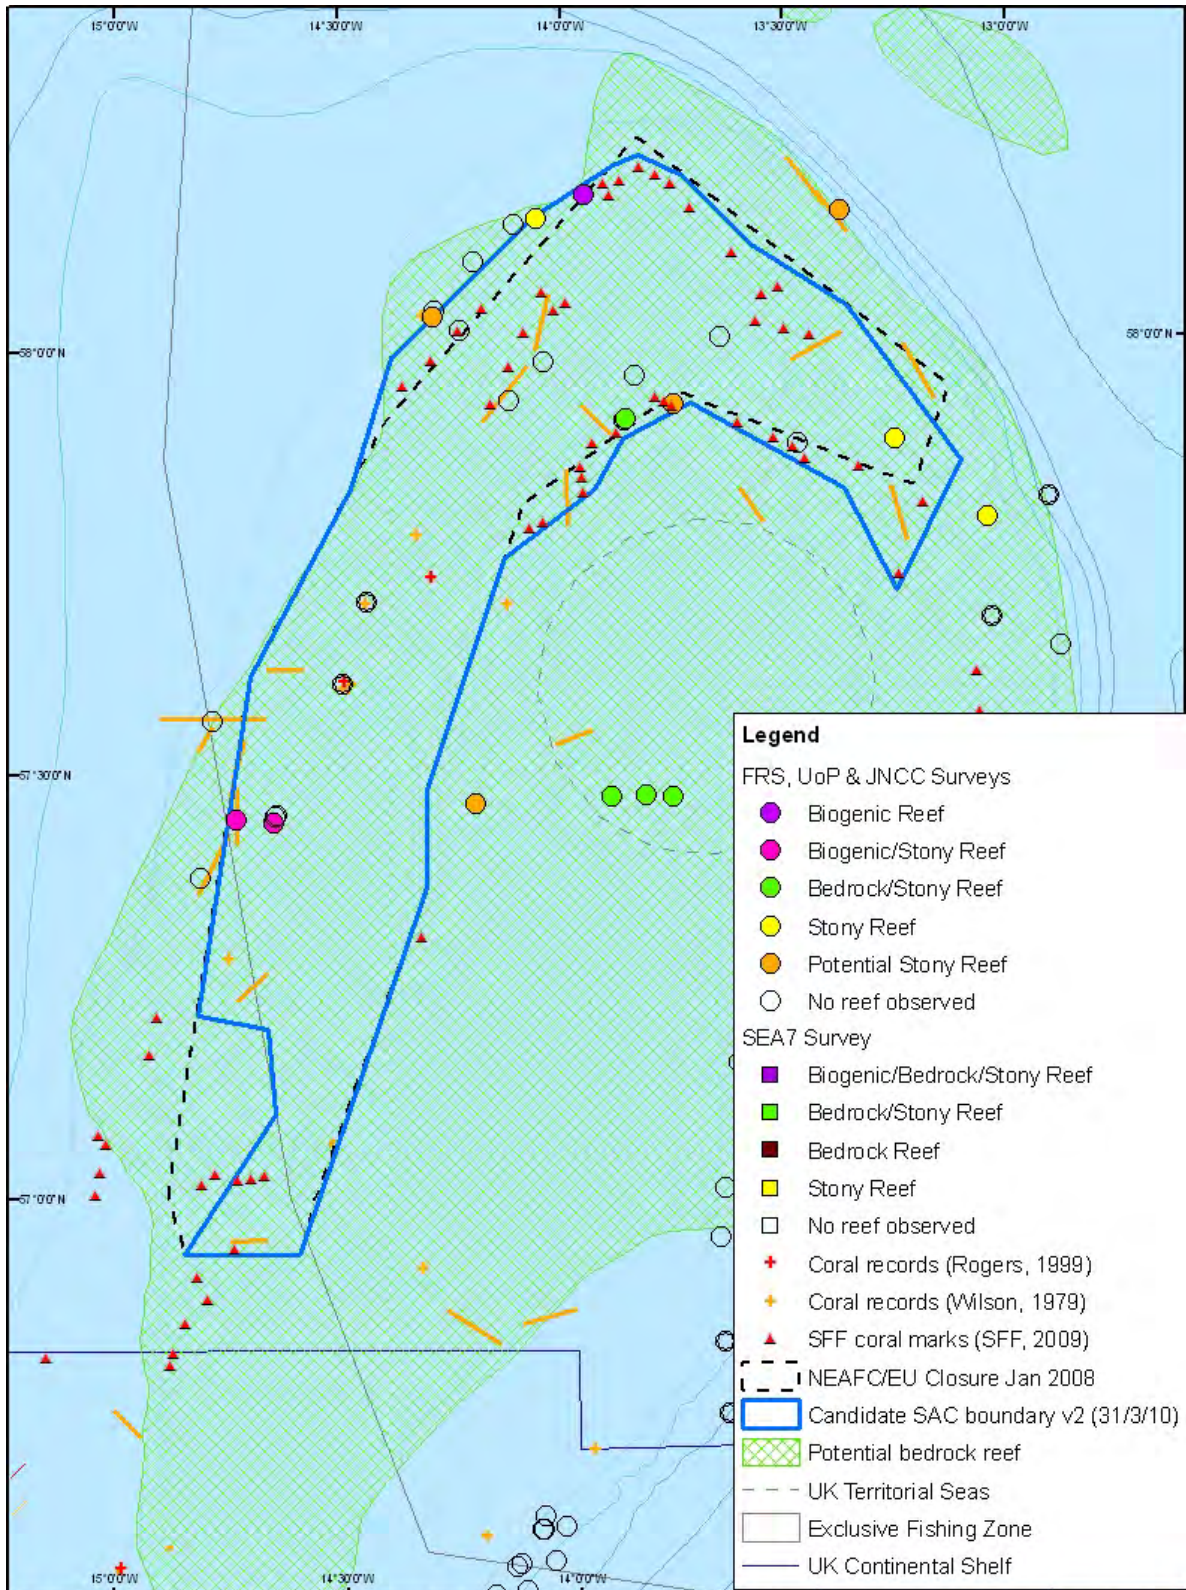 15°0'0"W
14°30'0"W
14°0'0"W
13°30'0"W
13°0'0"W
58°0'0"N
58°0'0"N
57°30'0"N
57°0'0"N
Legend
FRS, UoP & JNCC Surveys
Biogenic Reef
Biogenic/Stony Reef
Bedrock/Stony Reef
Stony Reef
Potential Stony Reef
No reef observed
SEA7 Survey
Biogenic/Bedrock/Stony Reef
Bedrock/Stony Reef
Bedrock Reef
Stony Reef
No reef observed
Coral records (Rogers, 1999)
Coral records (Wilson, 1979)
SFF coral marks (SFF, 2009)
NEAFC/EU Closure Jan 2008
Candidate SAC boundary v2 (31/3/10)
Potential bedrock reef
UK Territorial Seas
Exclusive Fishing Zone
UK Continental Shelf
15°0'0"W
14°30'0"W
14°0'0"W